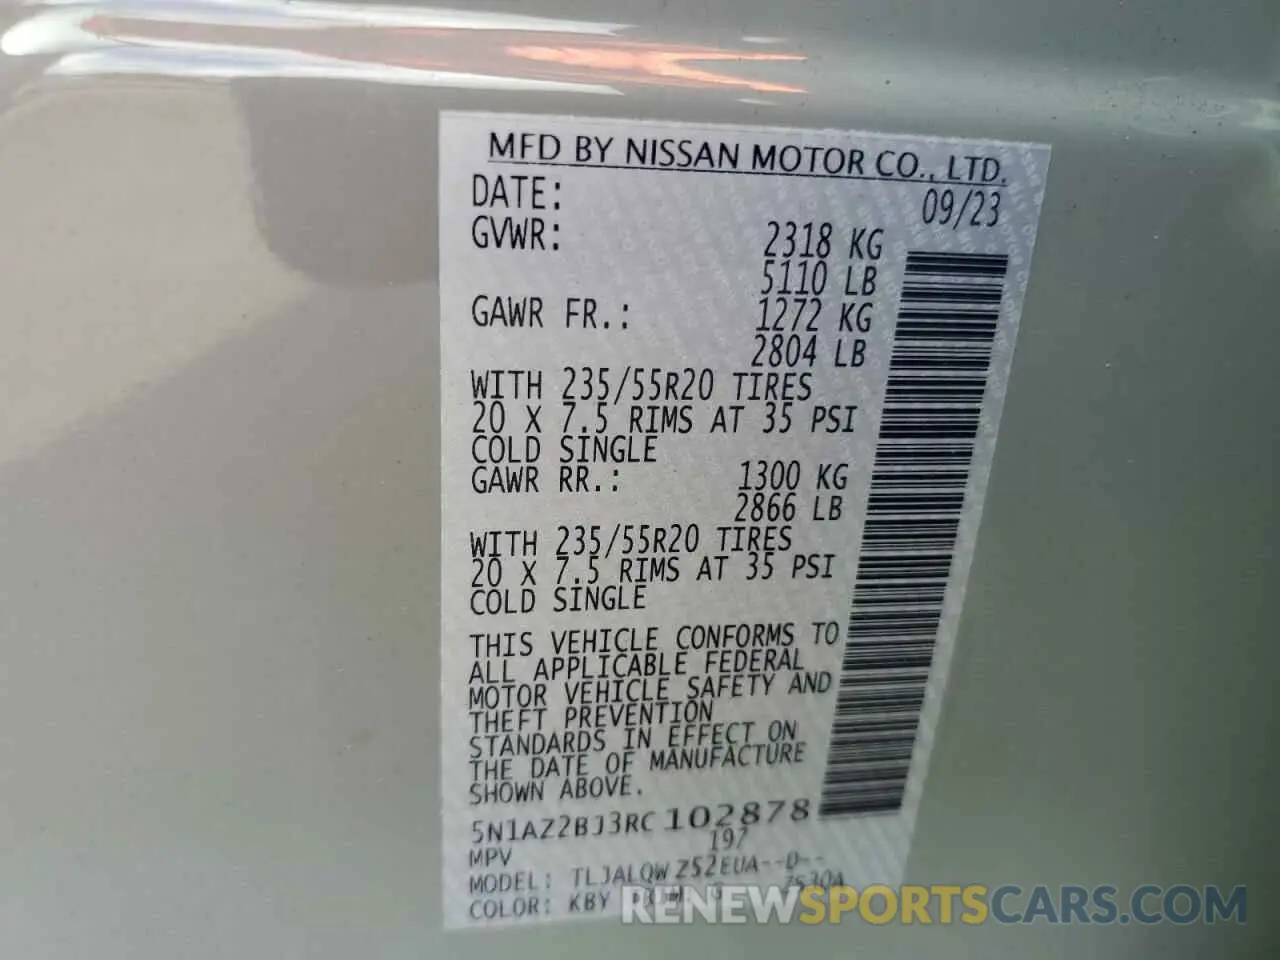 MFD BY NISSAN MOTOR CO., LTD.
DATE: 09/23
GVWR: 2318 KG
5110 LB
GAWR FR.: 1272 KG
2804 LB
WITH 235/55R20 TIRES
20 X 7.5 RIMS AT 35 PSI
COLD SINGLE
GAWR RR.: 1300 KG
2866 LB
WITH 235/55R20 TIRES
20 X 7.5 RIMS AT 35 PSI
COLD SINGLE
THIS VEHICLE CONFORMS TO
ALL APPLICABLE FEDERAL
MOTOR VEHICLE SAFETY AND
THEFT PREVENTION
STANDARDS IN EFFECT ON
THE DATE OF MANUFACTURE
SHOWN ABOVE.
5N1AZ2BJ3RC102878
MPV 197
MODEL: TLJALQWZS2EUA--D--
COLOR: KBY
RENEWSPORTSCARS.COM